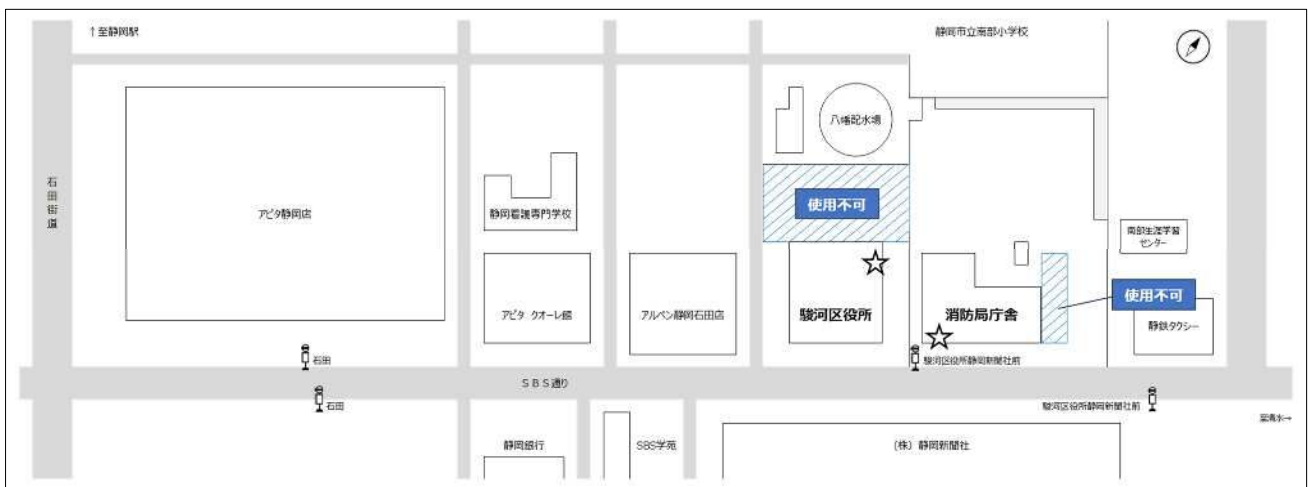 ↑至静岡駅
静岡市立南部小学校
八幡配水場
石田街道
アピタ静岡店
静岡看護専門学校
使用不可
南部生涯学習
センター
使用不可
アピタ クオーレ館
アルペン静岡石田店
駿河区役所
消防局庁舎
静鉄タクシー
石田
駿河区役所静岡新聞社前
SBS通り
石田
駿河区役所静岡新聞社前
至清水→
静岡銀行
SBS学苑
(株)静岡新聞社